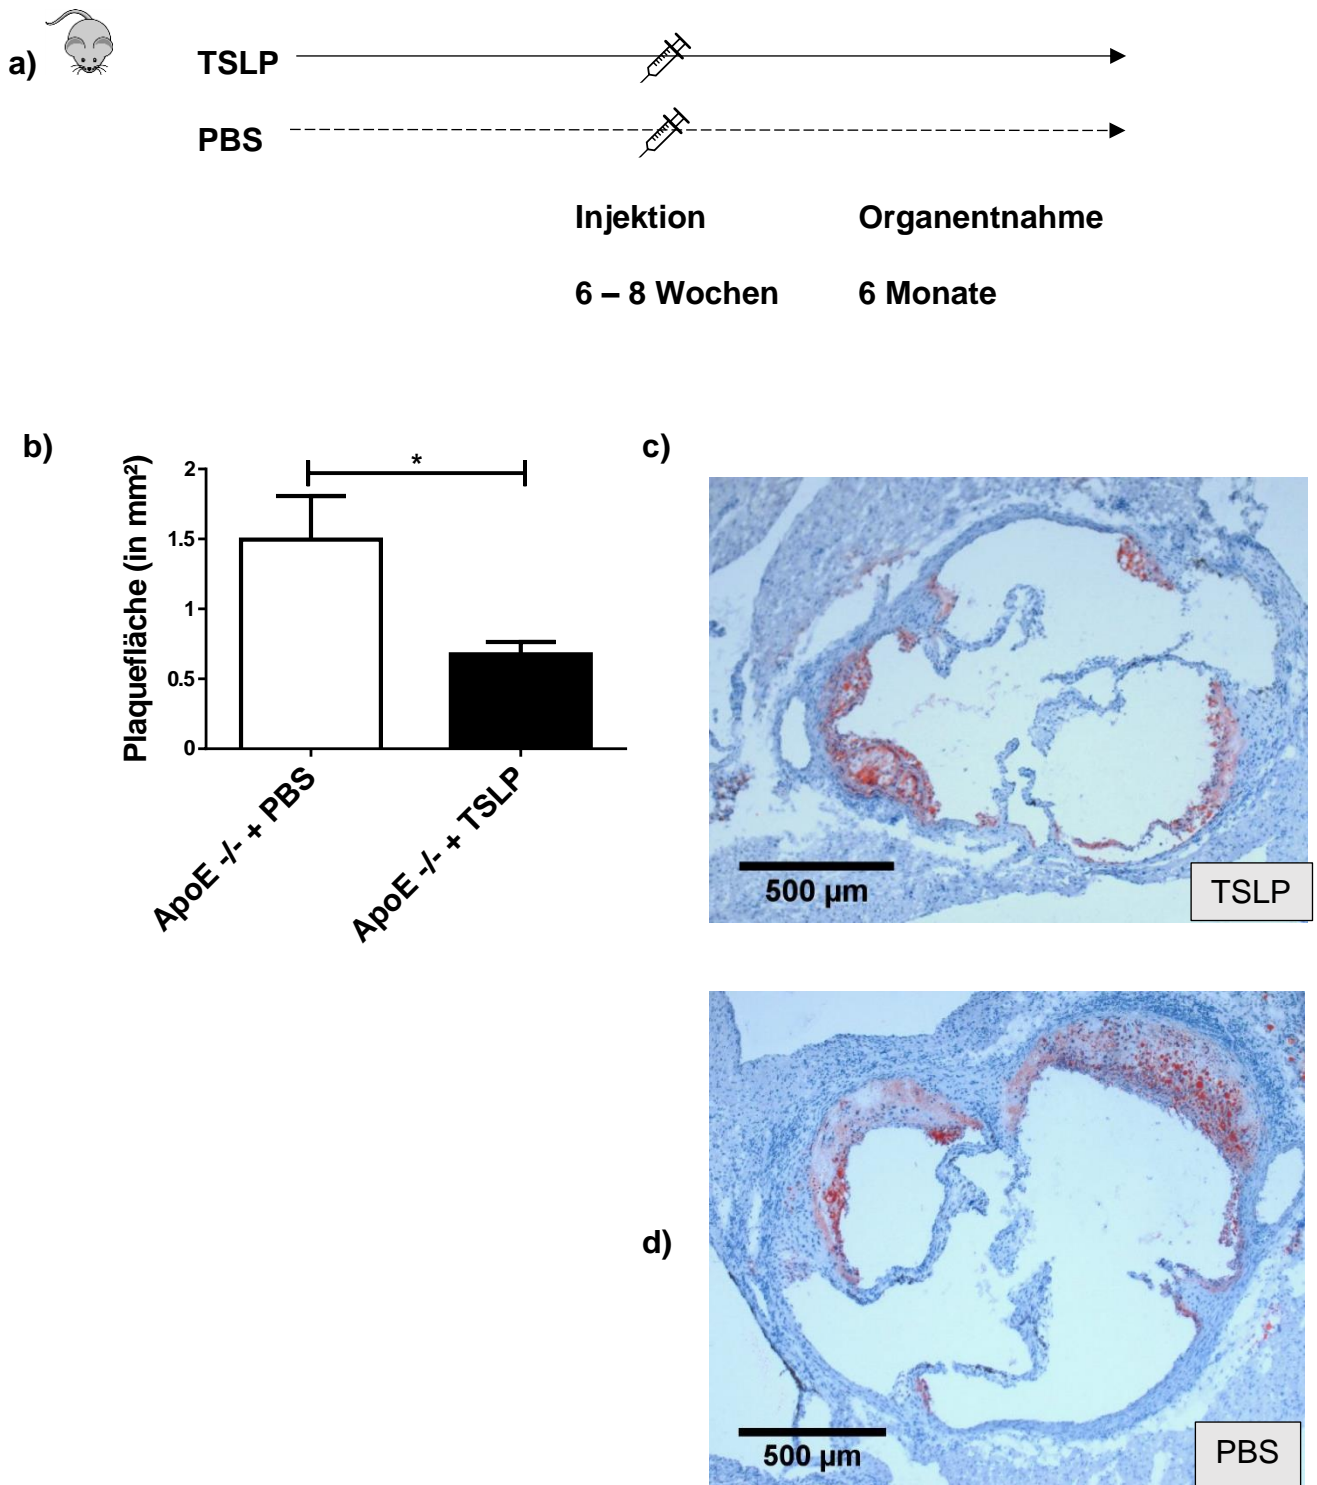 a)
TSLP
PBS
Injektion
Organentnahme
6 – 8 Wochen
6 Monate
b)
Plaquefläche (in mm²)
2
1.5
1
0.5
0
*
ApoE -/- + PBS
ApoE -/- + TSLP
c)
500 µm
TSLP
d)
500 µm
PBS